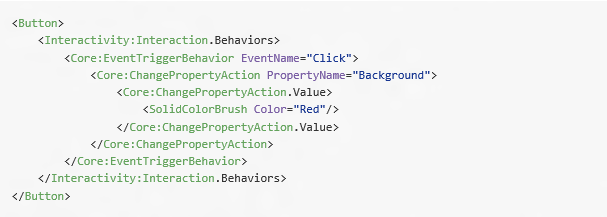 <Button>
    <Interactivity:Interaction.Behaviors>
        <Core:EventTriggerBehavior EventName="Click">
            <Core:ChangePropertyAction PropertyName="Background">
                <Core:ChangePropertyAction.Value>
                    <SolidColorBrush Color="Red"/>
                </Core:ChangePropertyAction.Value>
            </Core:ChangePropertyAction>
        </Core:EventTriggerBehavior>
    </Interactivity:Interaction.Behaviors>
</Button>